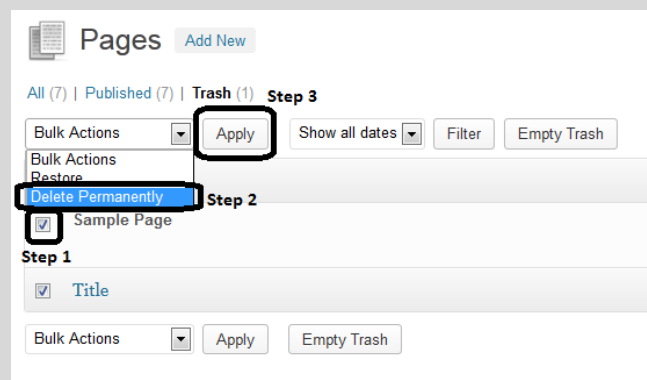 Pages Add New
All (7) | Published (7) | Trash (1) Step 3
Bulk Actions Apply Show all dates Filter Empty Trash
Bulk Actions
Restore
Delete Permanently Step 2
Sample Page
Step 1
Title
Bulk Actions Apply Empty Trash